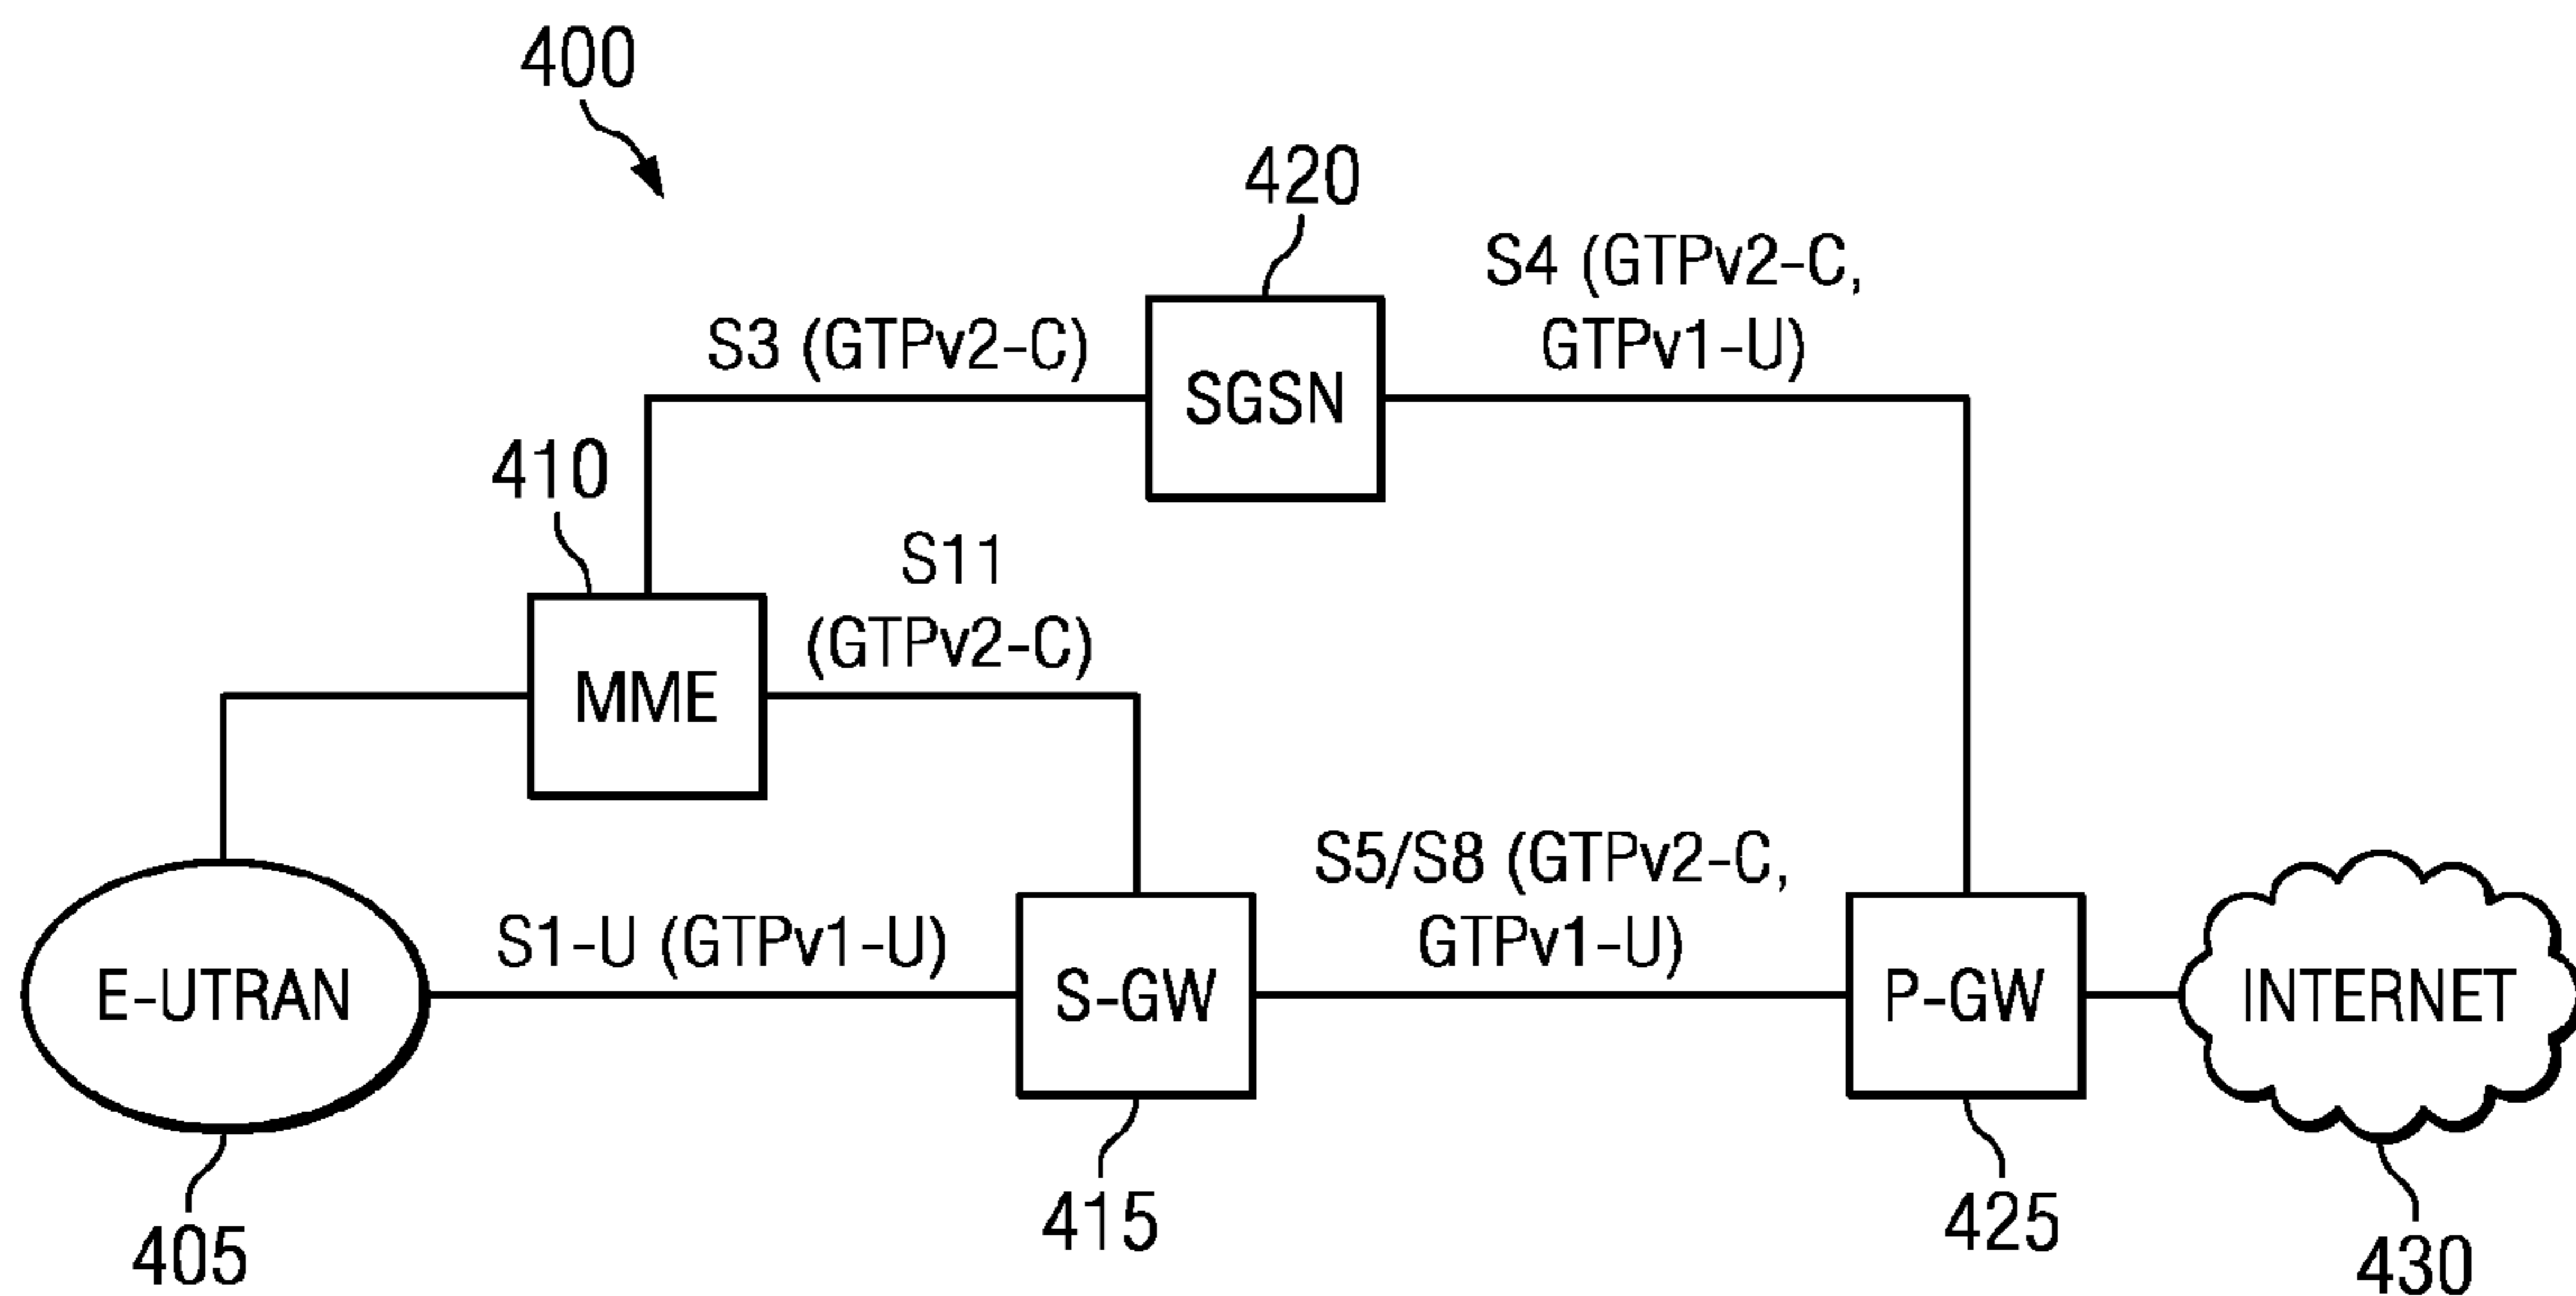 400
420
S4 (GTPv2-C,
GTPv1-U)
S3 (GTPv2-C)
SGSN
410
S11
(GTPv2-C)
MME
S5/S8 (GTPv2-C,
GTPv1-U)
S1-U (GTPv1-U)
E-UTRAN
S-GW
P-GW
INTERNET
405
415
425
430